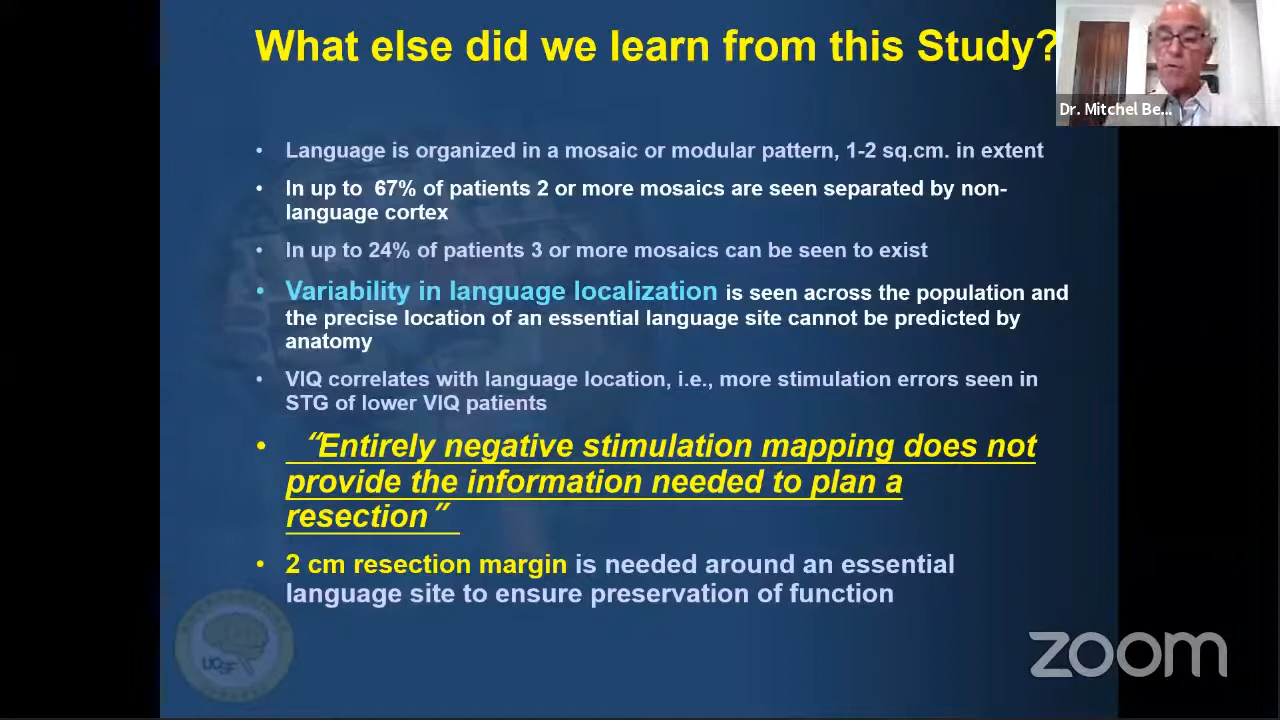 What else did we learn from this Study?
Dr. Mitchel Be...
• Language is organized in a mosaic or modular pattern, 1-2 sq.cm. in extent
• In up to 67% of patients 2 or more mosaics are seen separated by non-
language cortex
• In up to 24% of patients 3 or more mosaics can be seen to exist
• Variability in language localization is seen across the population and
the precise location of an essential language site cannot be predicted by
anatomy
• VIQ correlates with language location, i.e., more stimulation errors seen in
STG of lower VIQ patients
• “Entirely negative stimulation mapping does not
provide the information needed to plan a
resection”
• 2 cm resection margin is needed around an essential
language site to ensure preservation of function
UCSF
zoom